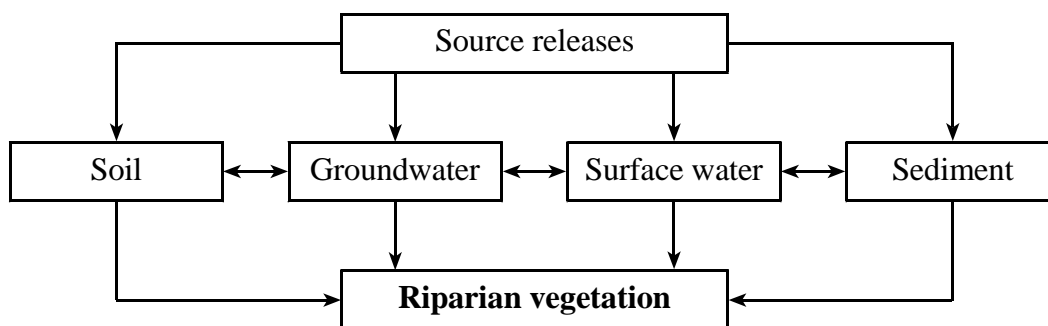 Source releases
Soil
Groundwater
Surface water
Sediment
Riparian vegetation